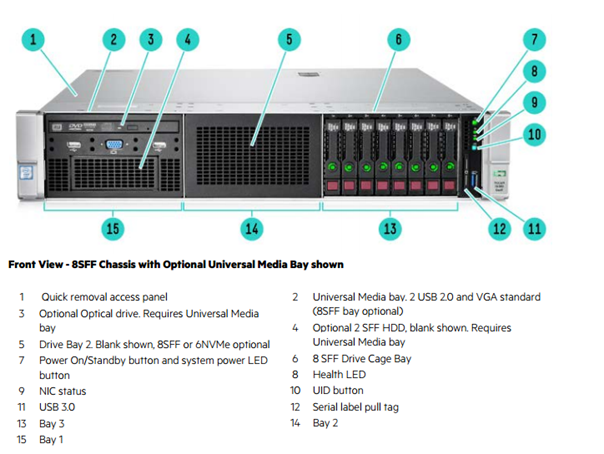 1 2 3 4 5 6 7
8
9
10
15 14 13 12 11
Front View - 8SFF Chassis with Optional Universal Media Bay shown
1 Quick removal access panel
2 Universal Media bay. 2 USB 2.0 and VGA standard
(8SFF bay optional)
3 Optional Optical drive. Requires Universal Media
bay
4 Optional 2 SFF HDD, blank shown. Requires
Universal Media bay
5 Drive Bay 2. Blank shown, 8SFF or 6NVMe optional
6 8 SFF Drive Cage Bay
7 Power On/Standby button and system power LED
button
8 Health LED
9 NIC status
10 UID button
11 USB 3.0
12 Serial label pull tag
13 Bay 3
14 Bay 2
15 Bay 1